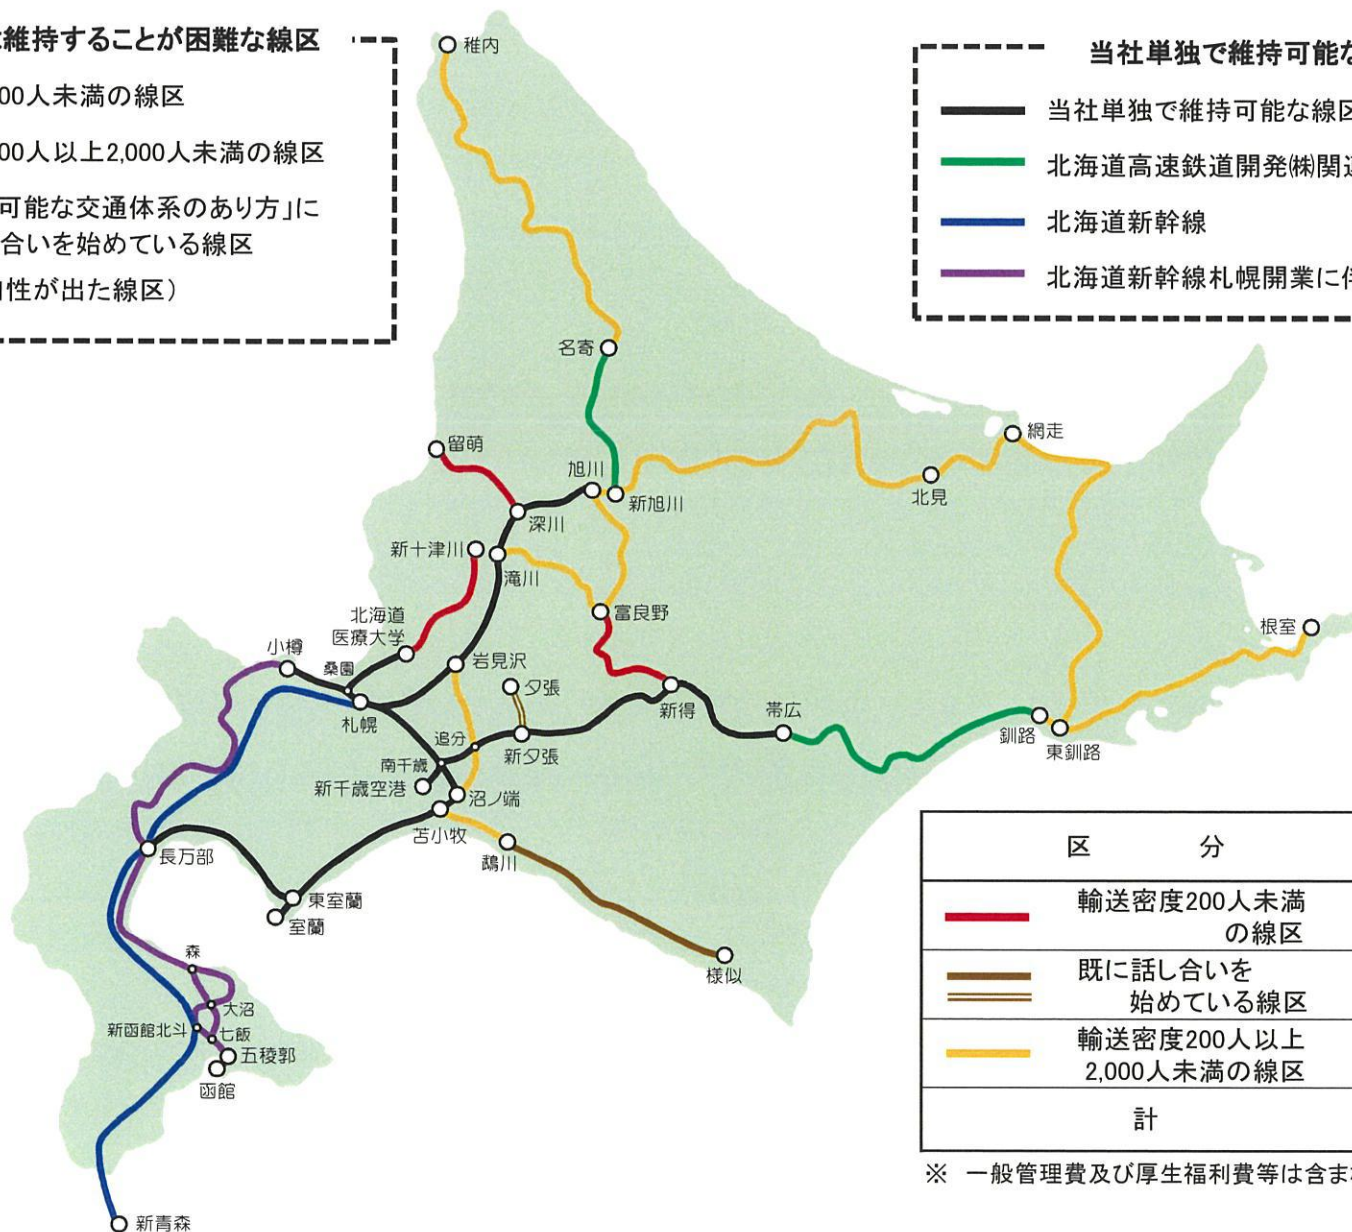 維持することが困難な線区
00人未満の線区
00人以上2,000人未満の線区
可能な交通体系のあり方」に
合いを始めている線区
性が出た線区）
当社単独で維持可能な
当社単独で維持可能な線区
北海道高速鉄道開発㈱関連
北海道新幹線
北海道新幹線札幌開業に伴
稚内
名寄
留萌
旭川
新旭川
深川
網走
北見
新十津川
滝川
北海道
医療大学
富良野
根室
小樽
桑園
岩見沢
夕張
札幌
新得
帯広
釧路
東釧路
追分
南千歳
新夕張
新千歳空港
沼ノ端
苫小牧
鵡川
長万部
東室蘭
室蘭
様似
森
大沼
新函館北斗
七飯
五稜郭
函館
新青森
区 分
輸送密度200人未満
の線区
既に話し合いを
始めている線区
輸送密度200人以上
2,000人未満の線区
計
※ 一般管理費及び厚生福利費等は含ま